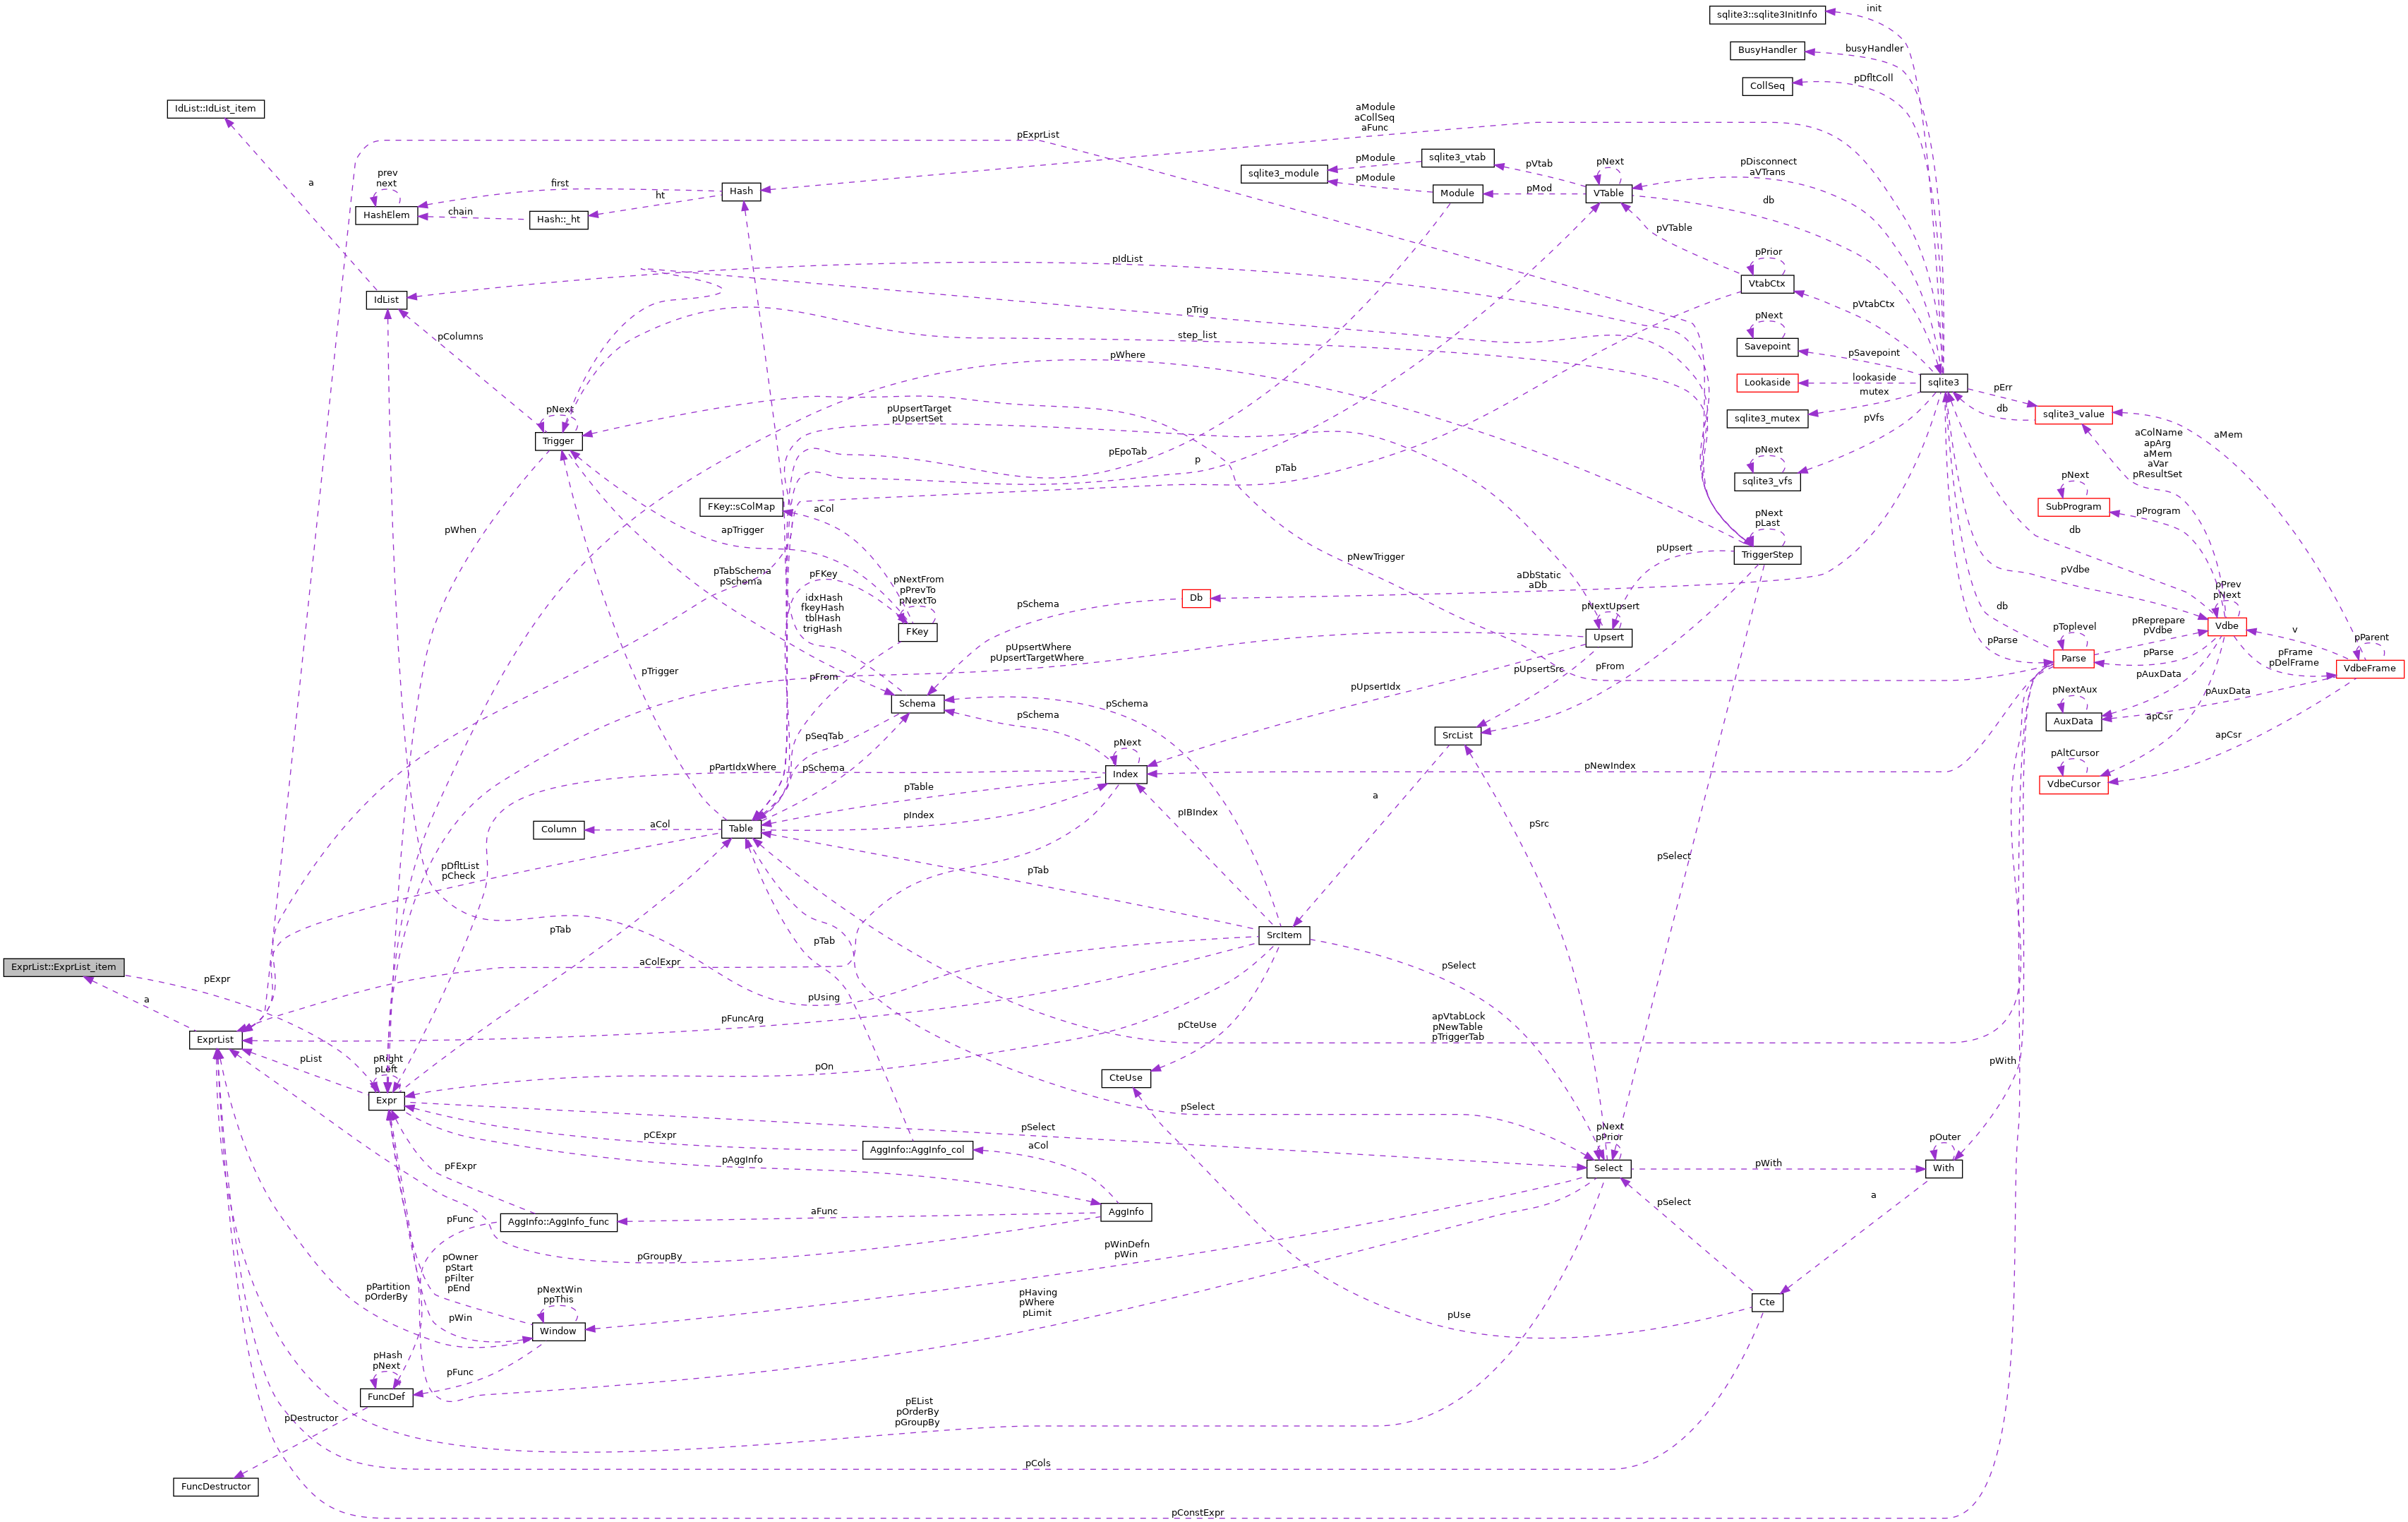 init
sqlite3::sqlite3InitInfo
busyHandler
BusyHandler
pDfltColl
CollSeq
IdList::IdList_item
aModule
aCollSeq
aFunc
pExprList
pModule
sqlite3_vtab
pVtab
pNext
pDisconnect
aVTrans
sqlite3_module
pModule
prev
next
a
first
Hash
Module
pMod
VTable
db
HashElem
chain
Hash::_ht
ht
pVTable
pPrior
pIdList
VtabCtx
IdList
pTrig
pVtabCtx
pNext
pColumns
step_list
Savepoint
pSavepoint
pWhere
Lookaside
lookaside
sqlite3
pErr
mutex
db
sqlite3_value
sqlite3_mutex
pVfs
pNext
pUpsertTarget
pUpsertSet
Trigger
aColName
apArg
aMem
aVar
pResultSet
aMem
pEpoTab
p
pTab
pNext
sqlite3_vfs
pNext
SubProgram
FKey::sColMap
aCol
pProgram
pWhen
apTrigger
db
pNext
pLast
TriggerStep
pUpsert
pNewTrigger
pTabSchema
pSchema
pFKey
pNextFrom
pPrevTo
pNextTo
aDbStatic
aDb
pVdbe
pPrev
pNext
idxHash
fkeyHash
tblHash
trigHash
pSchema
Db
pNextUpsert
db
Vdbe
FKey
Upsert
pParse
pToplevel
pReprepare
pVdbe
v
pParent
pUpsertWhere
pUpsertTargetWhere
Parse
pParse
pFrame
pDelFrame
VdbeFrame
pTrigger
pFrom
pUpsertSrc
pFrom
pUpsertIdx
pAuxData
pNextAux
pAuxData
Schema
pSchema
pSchema
AuxData
apCsr
pSeqTab
SrcList
apCsr
pNext
pAltCursor
pPartIdxWhere
pSchema
Index
pNewIndex
VdbeCursor
pTable
a
pIBIndex
pIndex
Column
aCol
Table
pSrc
pSelect
pDfltList
pCheck
pTab
pTab
SrcItem
pTab
ExprList::ExprList_item
aColExpr
pSelect
pExpr
a
pUsing
pFuncArg
pCteUse
apVtabLock
pNewTable
pTriggerTab
ExprList
pList
pRight
pLeft
pOn
pWith
CteUse
Expr
pSelect
pSelect
pNext
pPrior
pOuter
pCExpr
AggInfo::AggInfo_col
aCol
pFExpr
pAggInfo
Select
pWith
With
pSelect
a
pFunc
AggInfo::AggInfo_func
aFunc
AggInfo
pGroupBy
pWinDefn
pWin
pOwner
pStart
pFilter
pEnd
pPartition
pOrderBy
pNextWin
ppThis
pHaving
pWhere
pLimit
Cte
pWin
Window
pUse
pHash
pNext
pFunc
FuncDef
pDestructor
pEList
pOrderBy
pGroupBy
pCols
FuncDestructor
pConstExpr